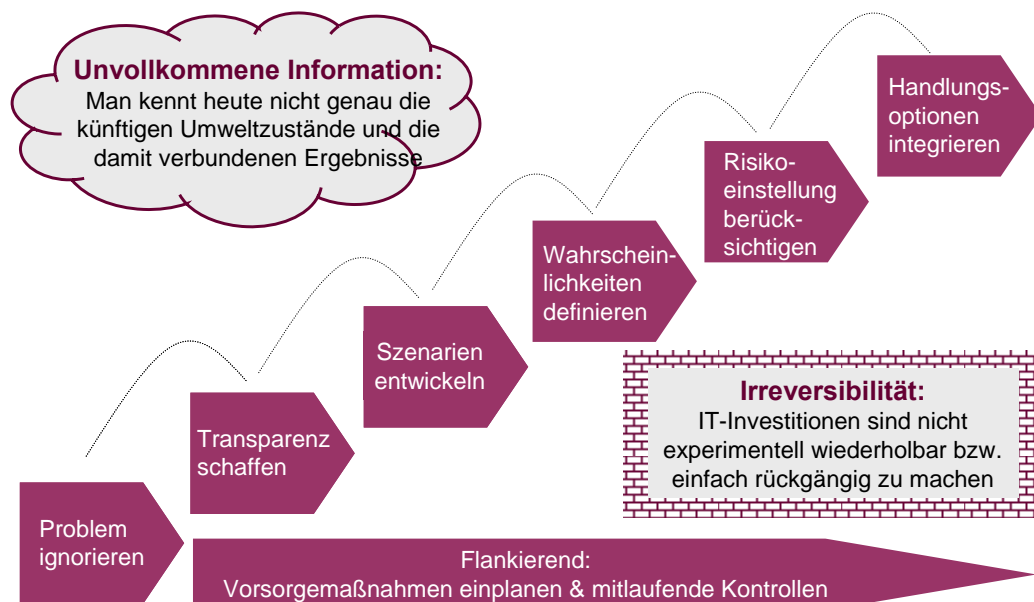 Unvollkommene Information:
Man kennt heute nicht genau die
künftigen Umweltzustände und die
damit verbundenen Ergebnisse
Handlungs-
optionen
integrieren
Risiko-
einstellung
berück-
sichtigen
Wahrschein-
lichkeiten
definieren
Szenarien
entwickeln
Irreversibilität:
IT-Investitionen sind nicht
experimentell wiederholbar bzw.
einfach rückgängig zu machen
Transparenz
schaffen
Problem
ignorieren
Flankierend:
Vorsorgemaßnahmen einplanen & mitlaufende Kontrollen